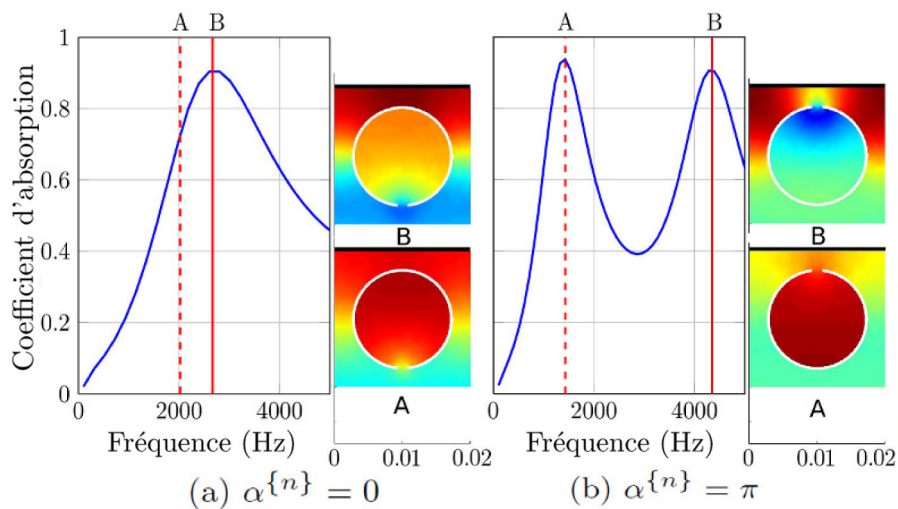 A B
A
B
Coefficient d'absorption
1
0.8
0.6
0.4
0.2
0
0 2000 4000
Fréquence (Hz)
B
A
0 0.01 0.02
(a) α^{n} = 0
0 2000 4000
Fréquence (Hz)
B
A
0 0.01 0.02
(b) α^{n} = π